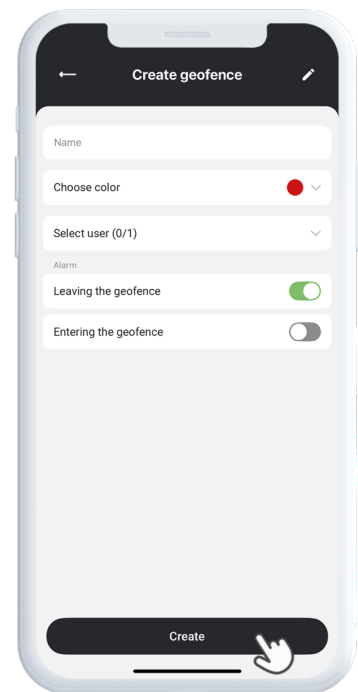 Create geofence
Name
Choose color
Select user (0/1)
Alarm
Leaving the geofence
Entering the geofence
Create